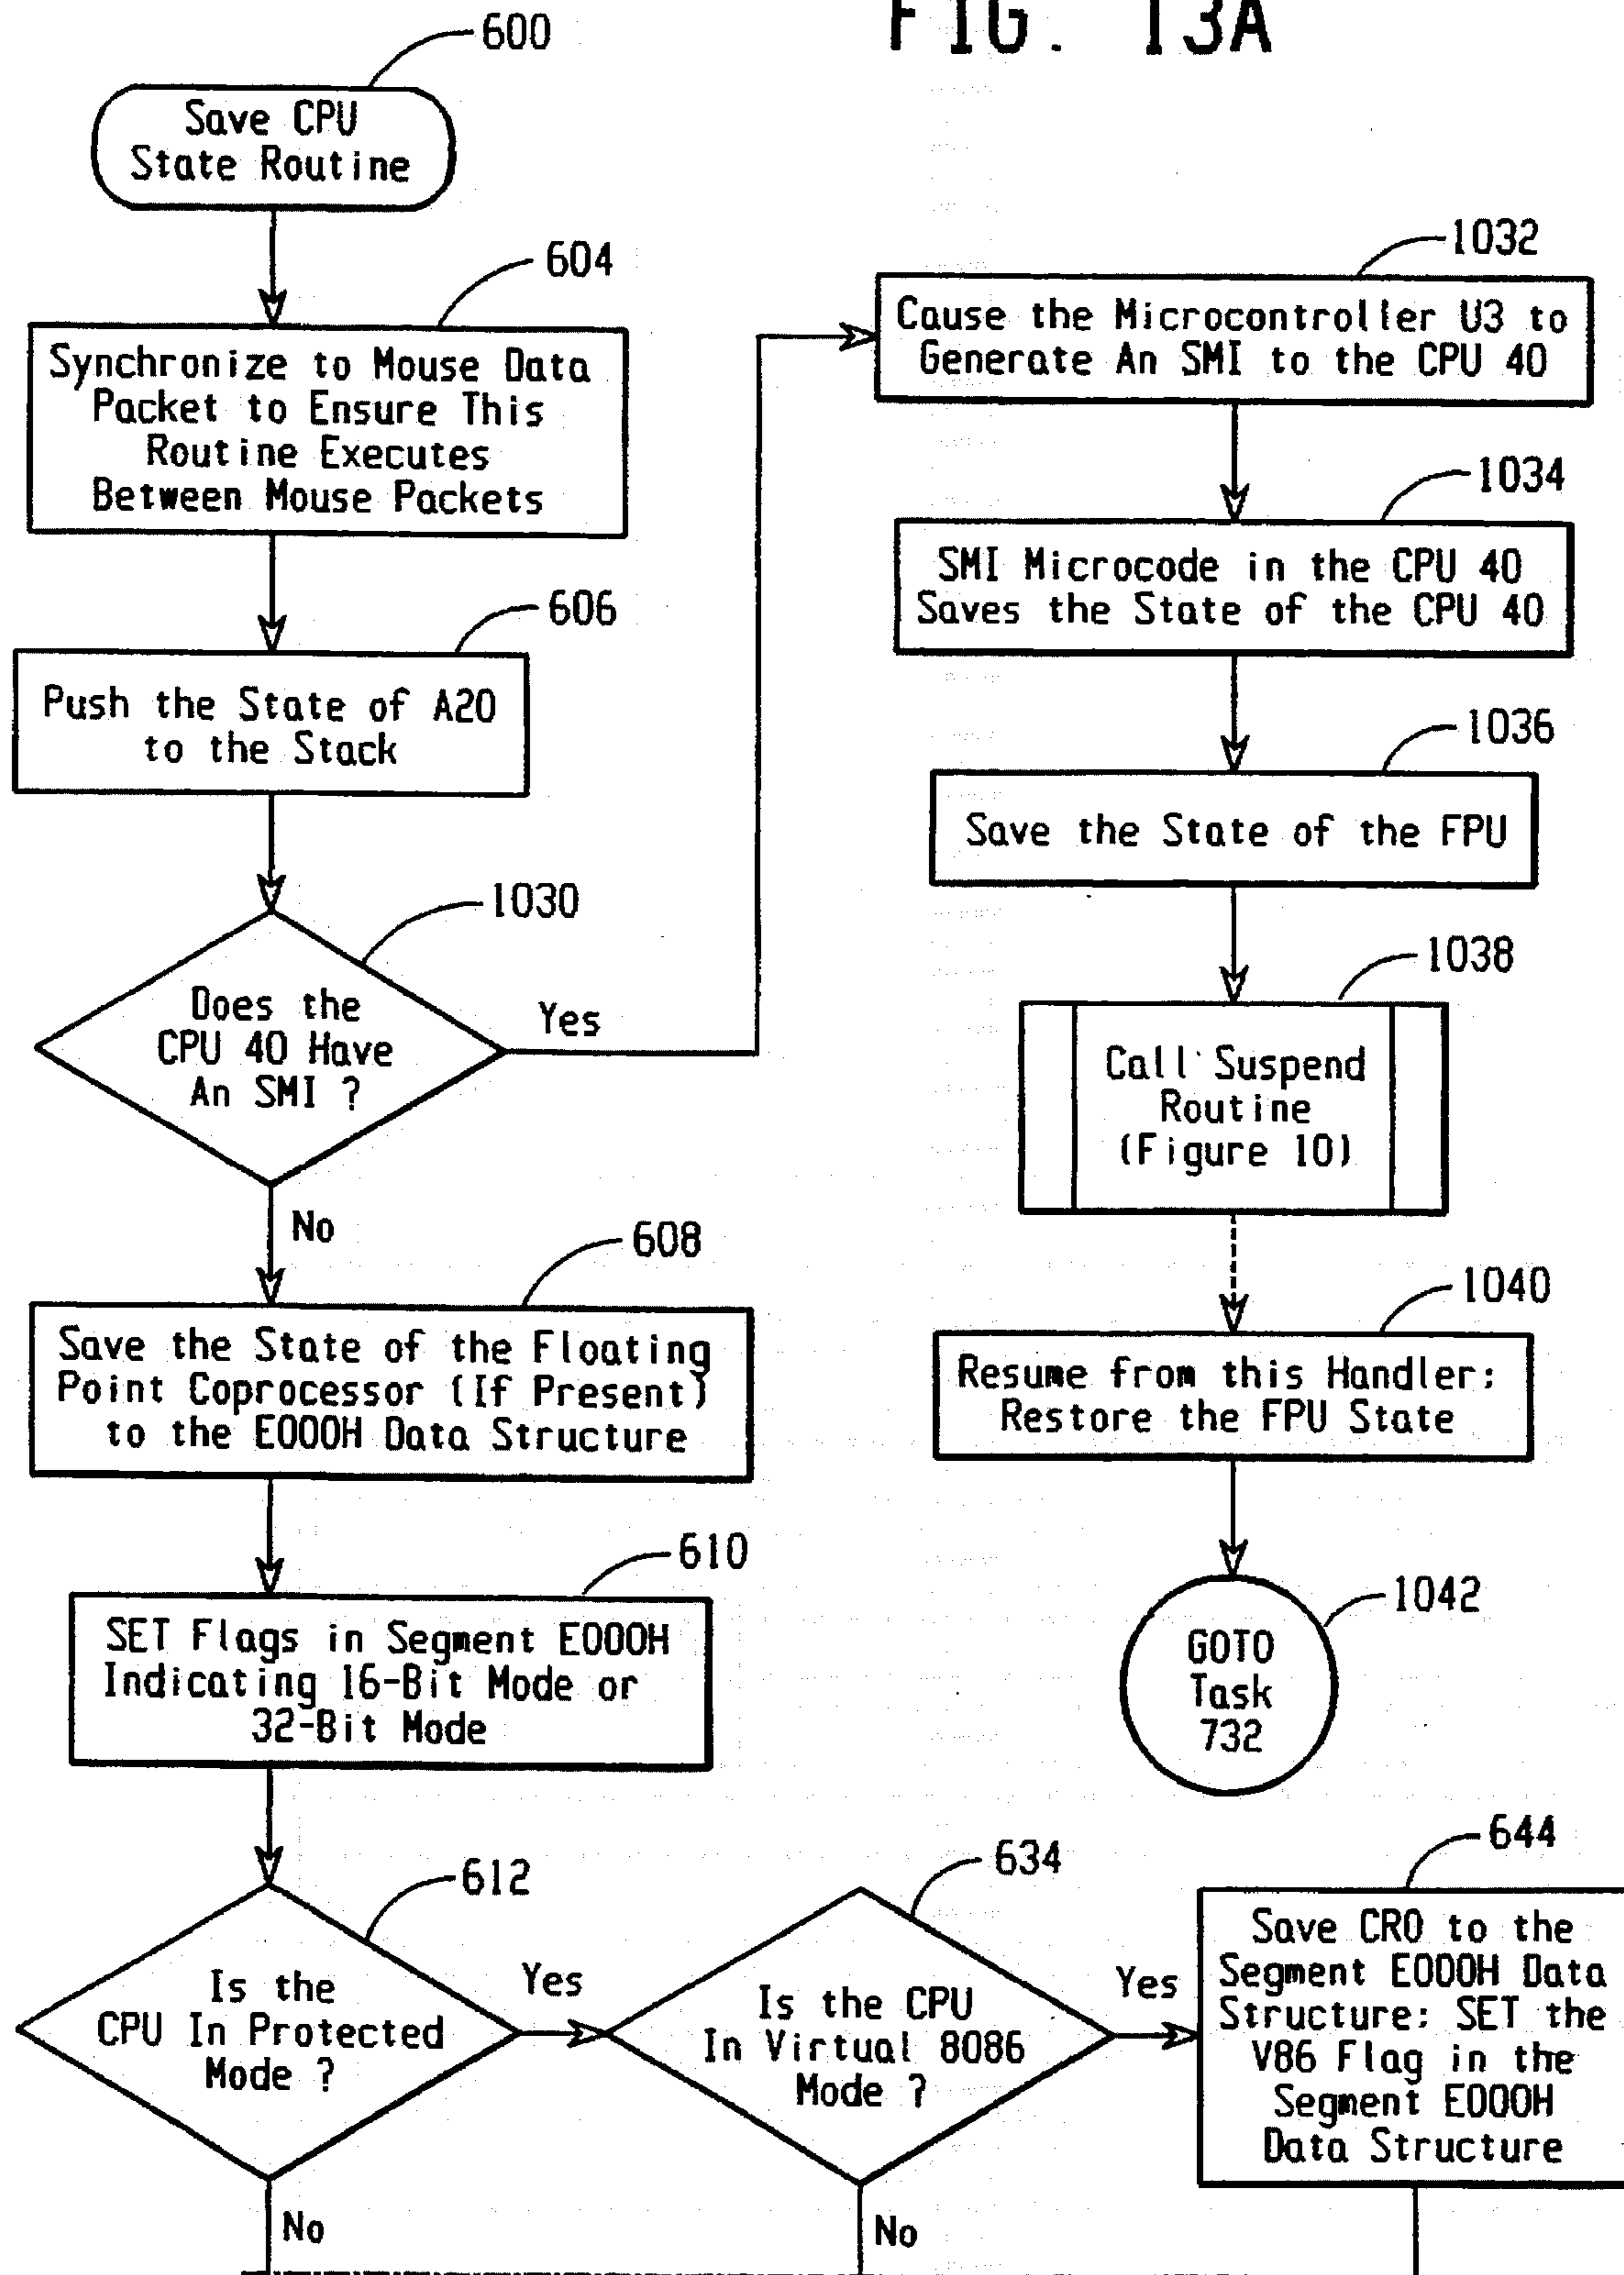 FIG. 13A
600
Save CPU
State Routine
604
Synchronize to Mouse Data
Packet to Ensure This
Routine Executes
Between Mouse Packets
606
Push the State of A20
to the Stack
1030
Does the
CPU 40 Have
An SMI ?
Yes
No
1032
Cause the Microcontroller U3 to
Generate An SMI to the CPU 40
1034
SMI Microcode in the CPU 40
Saves the State of the CPU 40
1036
Save the State of the FPU
1038
Call Suspend
Routine
(Figure 10)
1040
Resume from this Handler:
Restore the FPU State
1042
GOTO
Task
732
608
Save the State of the Floating
Point Coprocessor (If Present)
to the E000H Data Structure
610
SET Flags in Segment E000H
Indicating 16-Bit Mode or
32-Bit Mode
612
Is the
CPU In Protected
Mode ?
Yes
No
634
Is the CPU
In Virtual 8086
Mode ?
Yes
No
644
Save CR0 to the
Segment E000H Data
Structure: SET the
V86 Flag in the
Segment E000H
Data Structure